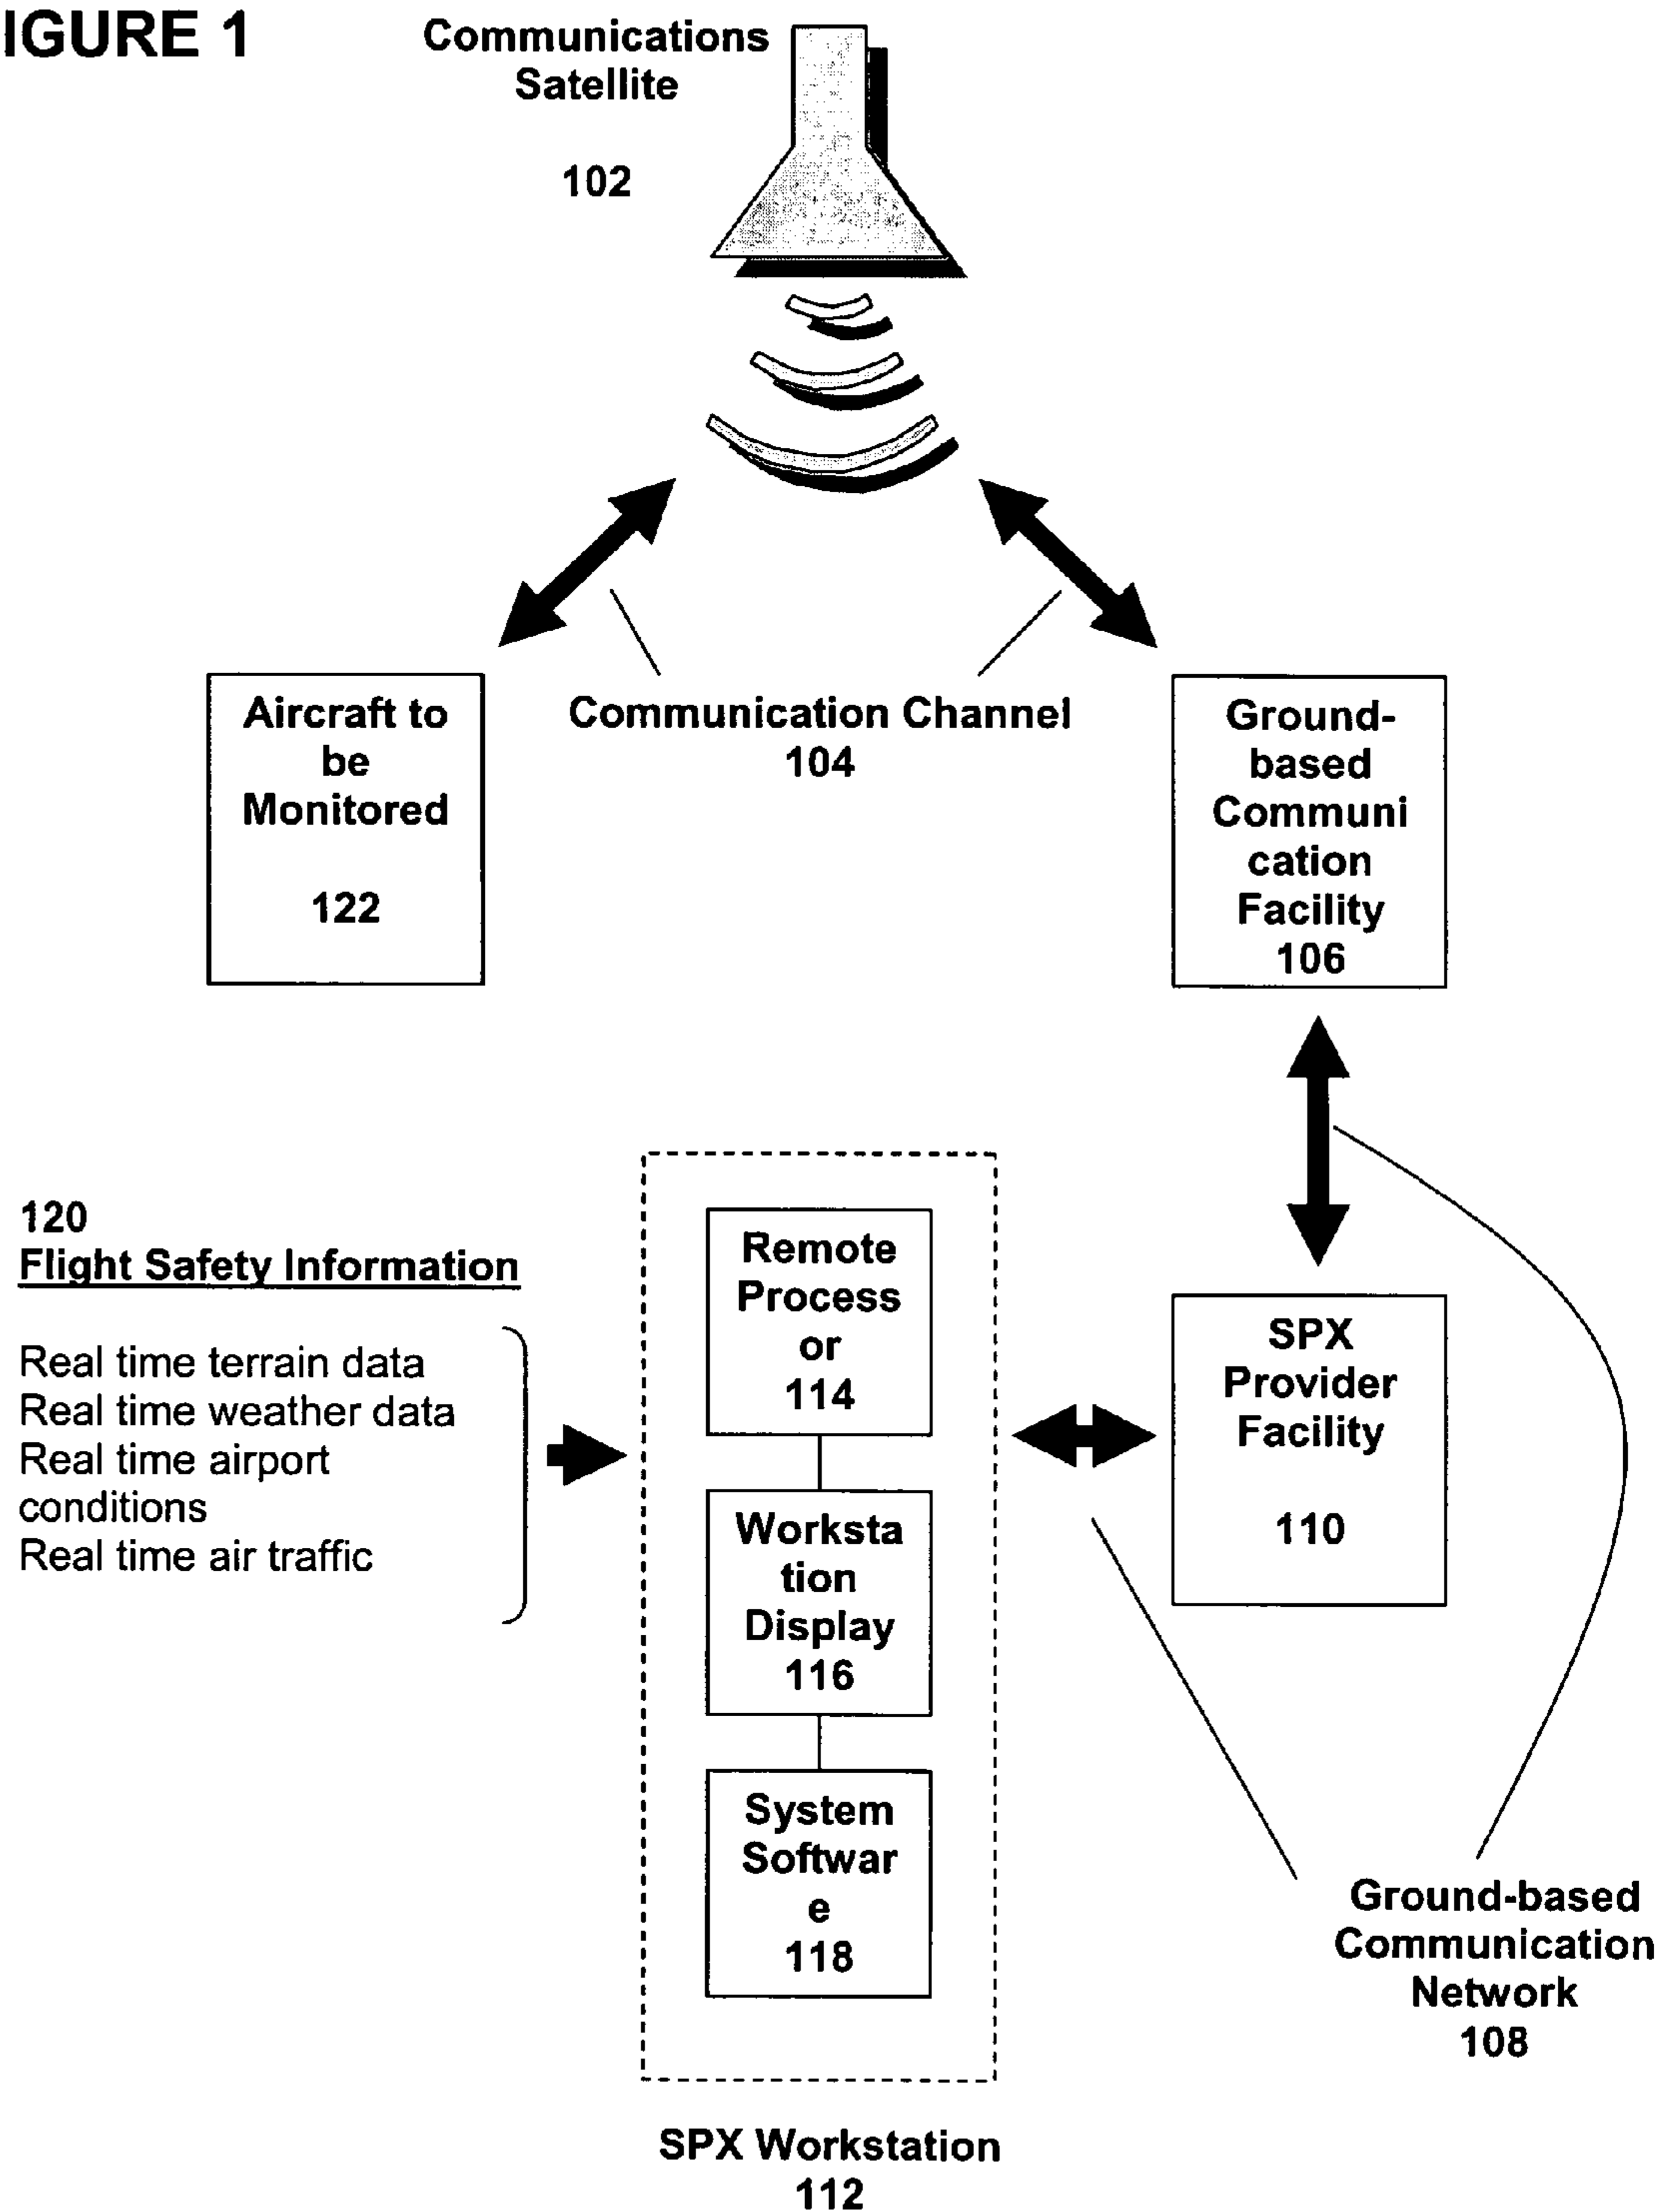 IGURE 1
Communications
Satellite
102
Aircraft to
be
Monitored
122
Communication Channel
104
Ground-
based
Communi
cation
Facility
106
120
Flight Safety Information
Real time terrain data
Real time weather data
Real time airport
conditions
Real time air traffic
Remote
Process
or
114
Worksta
tion
Display
116
System
Softwar
e
118
SPX
Provider
Facility
110
Ground-based
Communication
Network
108
SPX Workstation
112